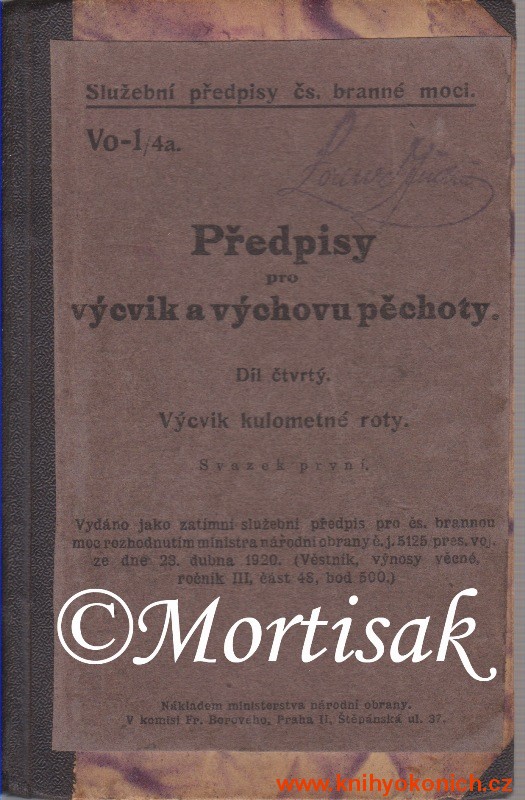 Služební předpisy čs. branné moci.
Vo-1/4a.
Předpisy
pro
výcvik a výchovu pěchoty.
Díl čtvrtý.
Výcvik kulometné roty.
Svazek první.
Vydáno jako zatímní služební předpis pro čs. brannou
moc rozhodnutím ministra národní obrany č. j. 5125 pres. voj.
ze dne 23. dubna 1920. (Věstník, výnosy věcné,
ročník III, část 48, bod 500.)
©Mortisak
Nákladem ministerstva národní obrany.
V komisi Fr. Borového, Praha II. Štěpánská ul. 37.
www.knihyokonich.cz